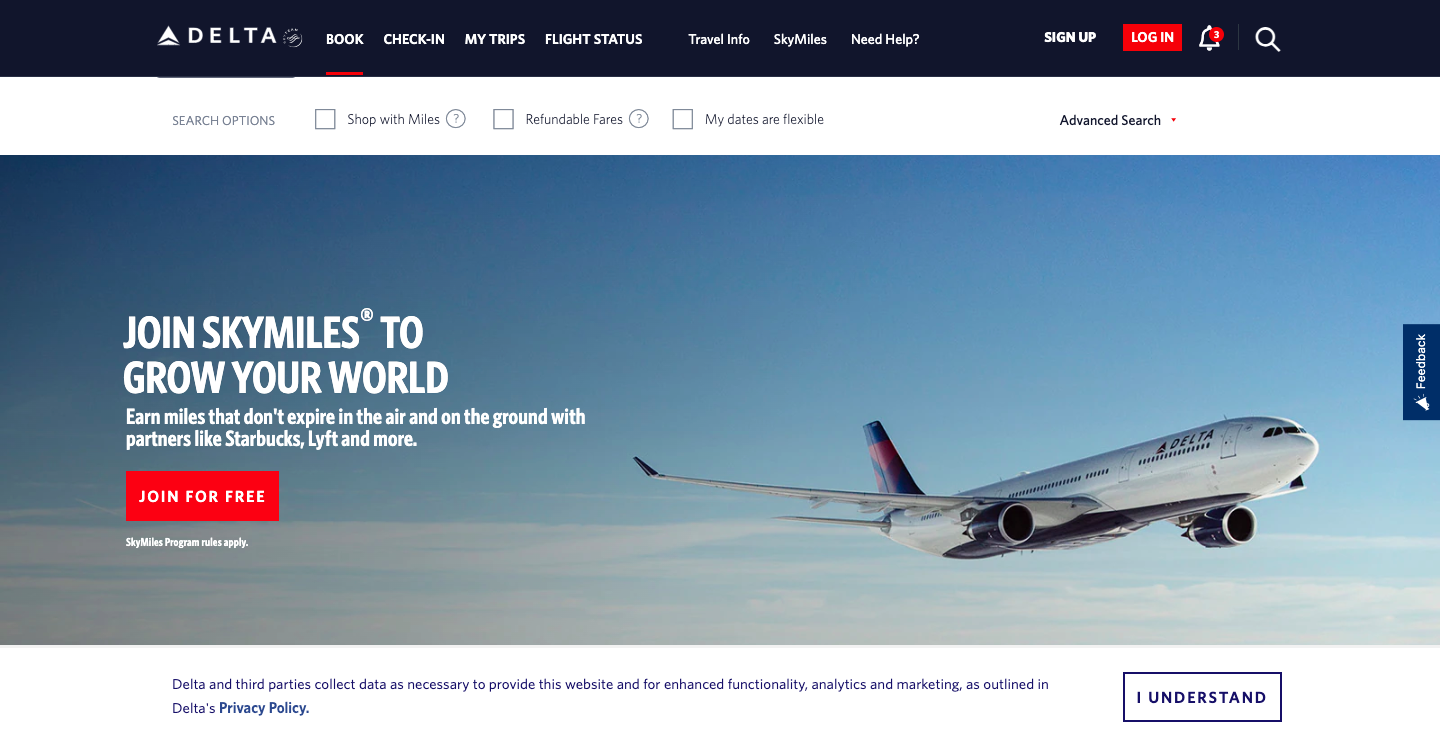 DELTA
BOOK CHECK-IN MY TRIPS FLIGHT STATUS Travel Info SkyMiles Need Help? SIGN UP LOG IN 3
SEARCH OPTIONS Shop with Miles ? Refundable Fares ? My dates are flexible Advanced Search
JOIN SKYMILES® TO
GROW YOUR WORLD
Earn miles that don't expire in the air and on the ground with
partners like Starbucks, Lyft and more.
JOIN FOR FREE
SkyMiles Program rules apply.
DELTA
Feedback
Delta and third parties collect data as necessary to provide this website and for enhanced functionality, analytics and marketing, as outlined in
Delta's Privacy Policy.
I UNDERSTAND